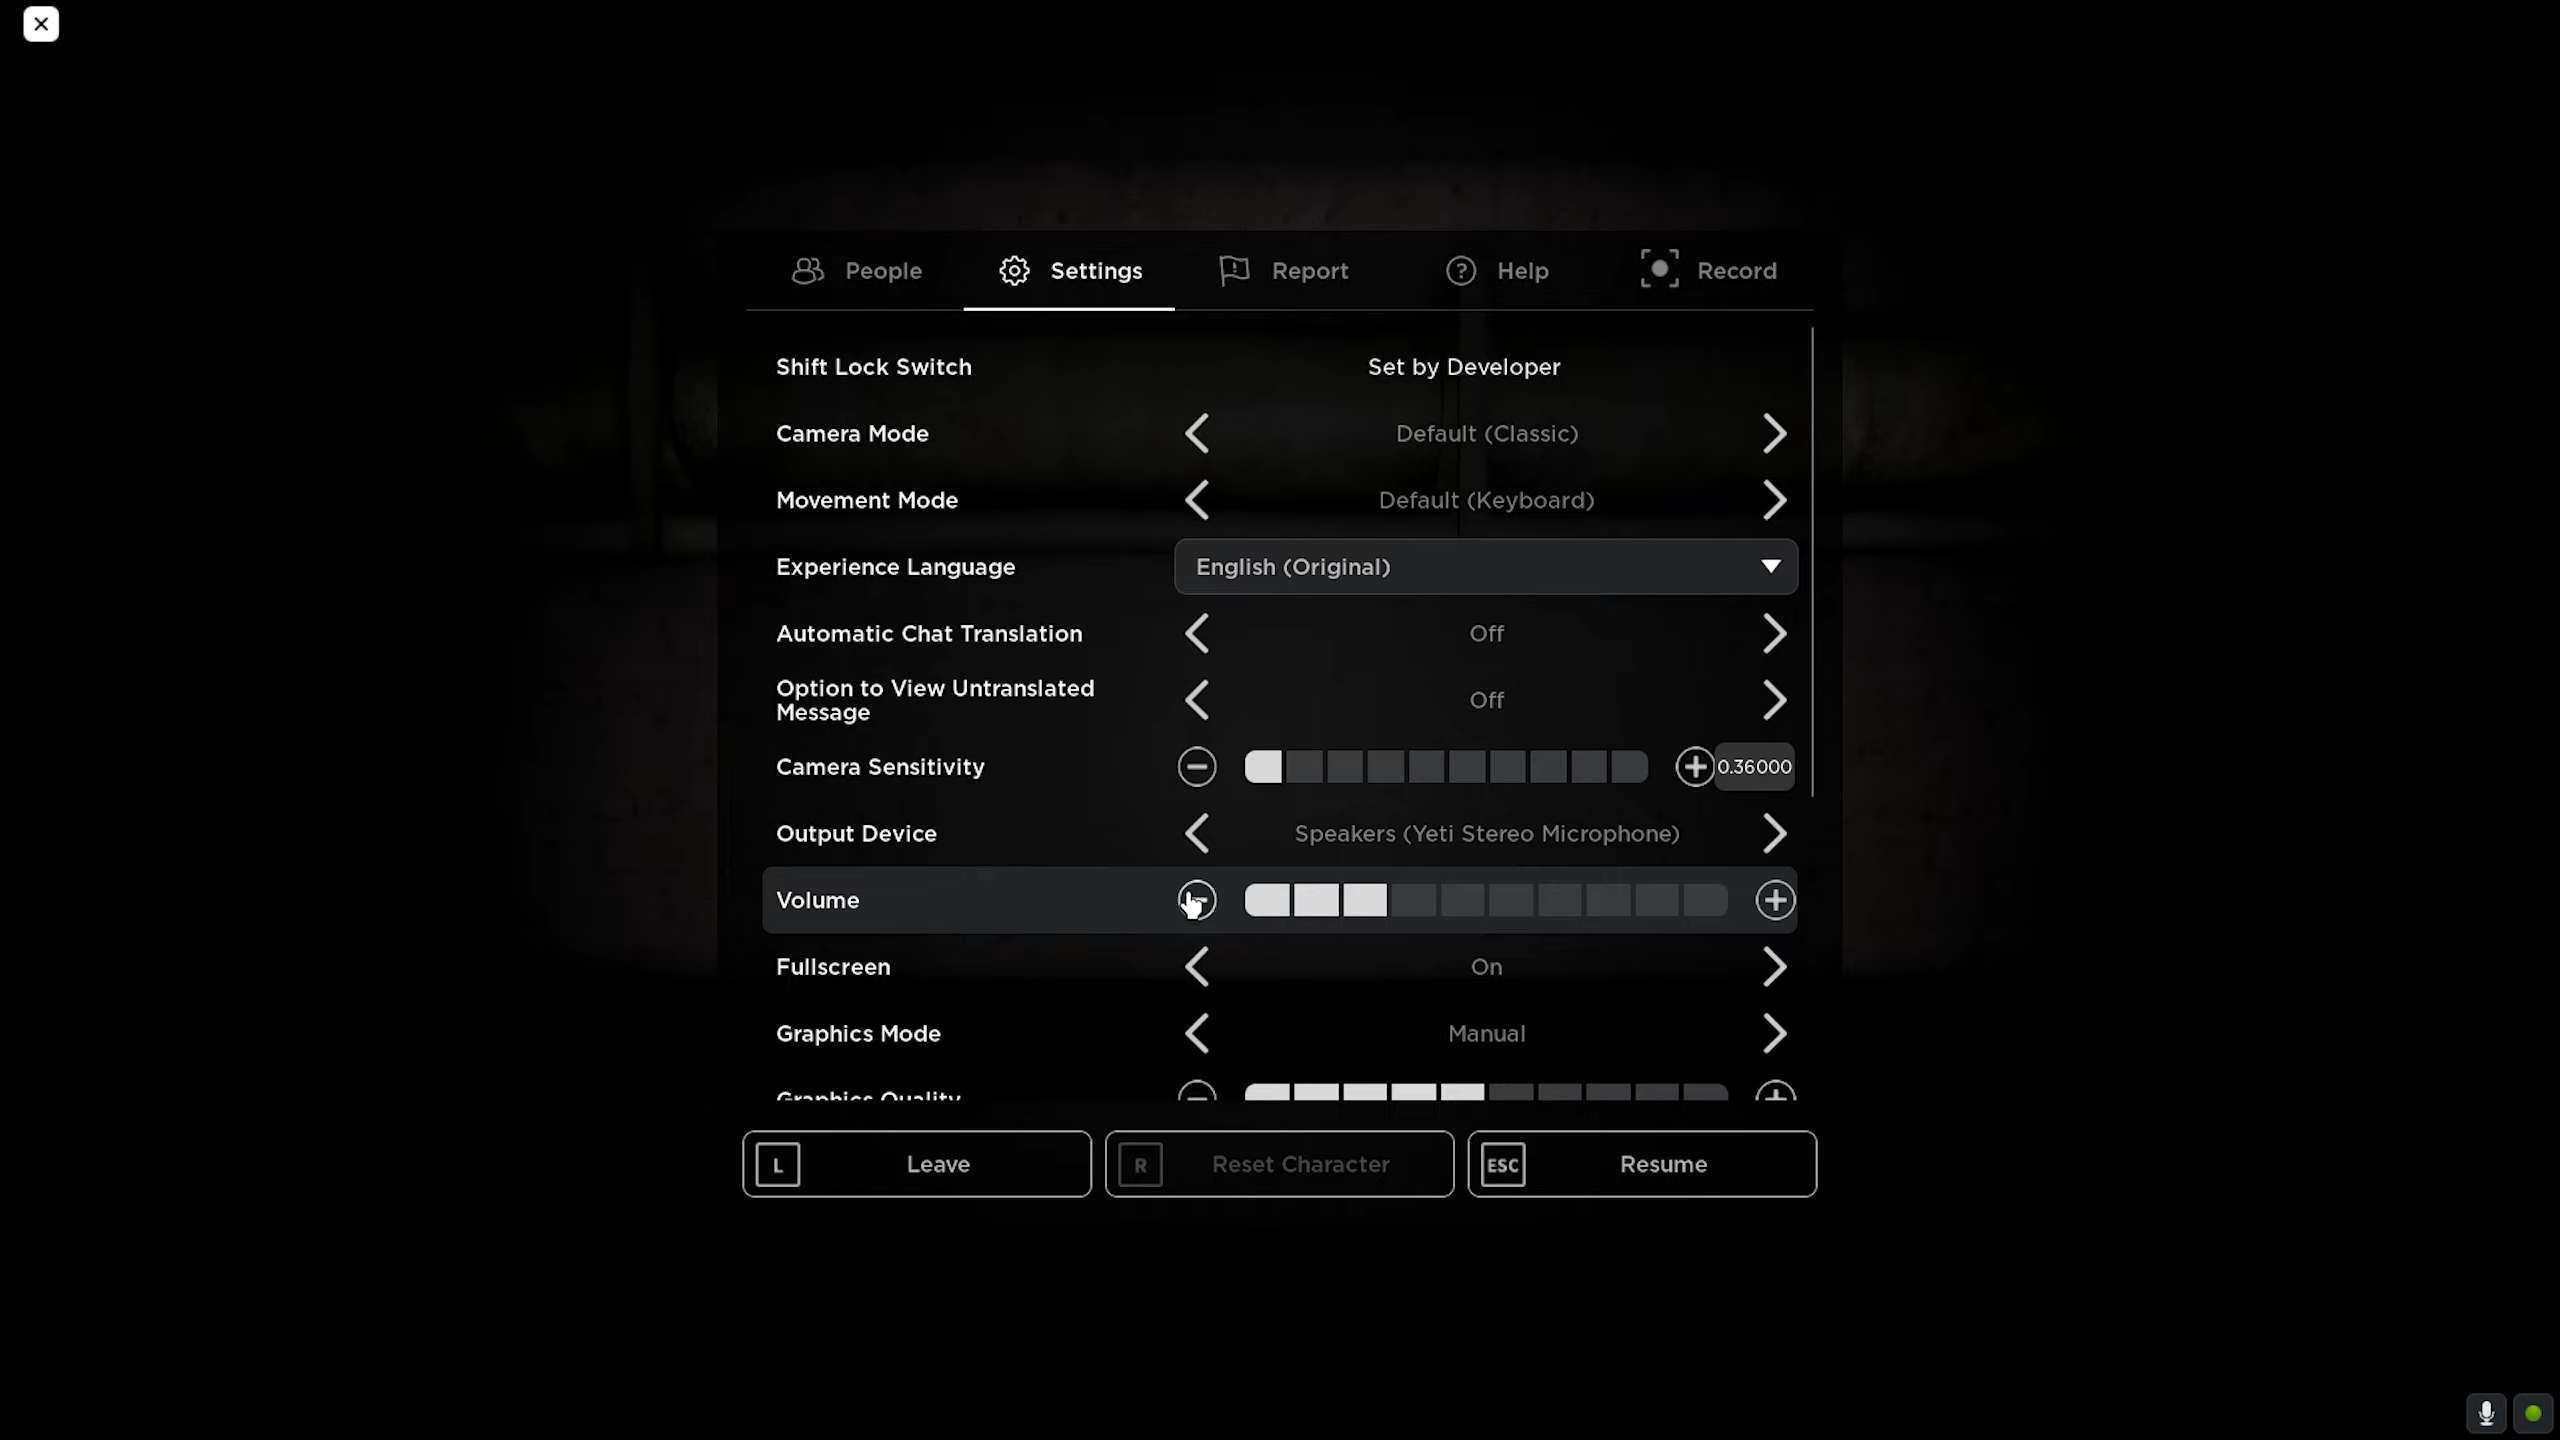 People
Settings
Report
Help
Record
Shift Lock Switch
Set by Developer
Camera Mode
Default (Classic)
Movement Mode
Default (Keyboard)
Experience Language
English (Original)
Automatic Chat Translation
Off
Option to View Untranslated
Message
Off
Camera Sensitivity
0.36000
Output Device
Speakers (Yeti Stereo Microphone)
Volume
Fullscreen
On
Graphics Mode
Manual
Graphics Quality
L
Leave
R
Reset Character
ESC
Resume